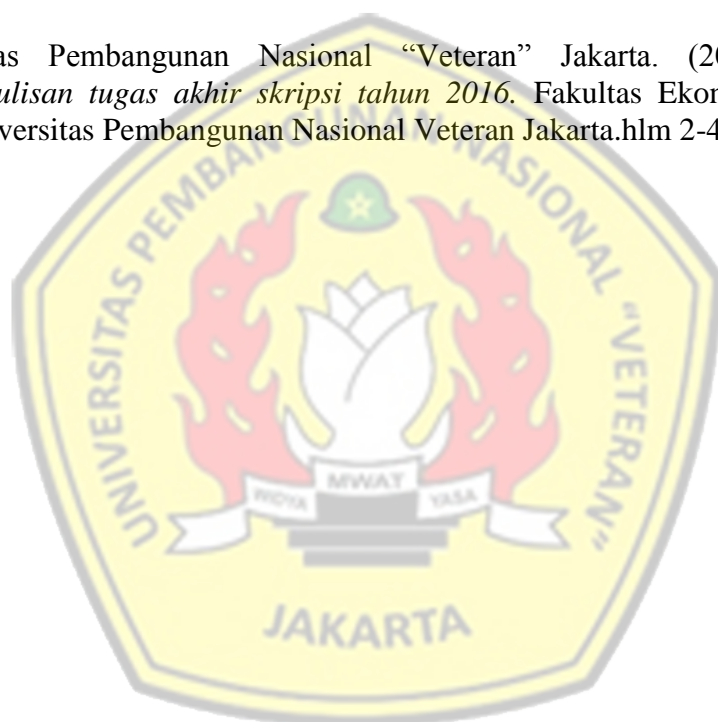 as Pembangunan Nasional “Veteran” Jakarta. (20
ulisan tugas akhir skripsi tahun 2016. Fakultas Ekon
versitas Pembangunan Nasional Veteran Jakarta.hlm 2-4
UNIVERSITAS PEMBANGUNAN NASIONAL "VETERAN"
WIDYA MWAT YASA
JAKARTA